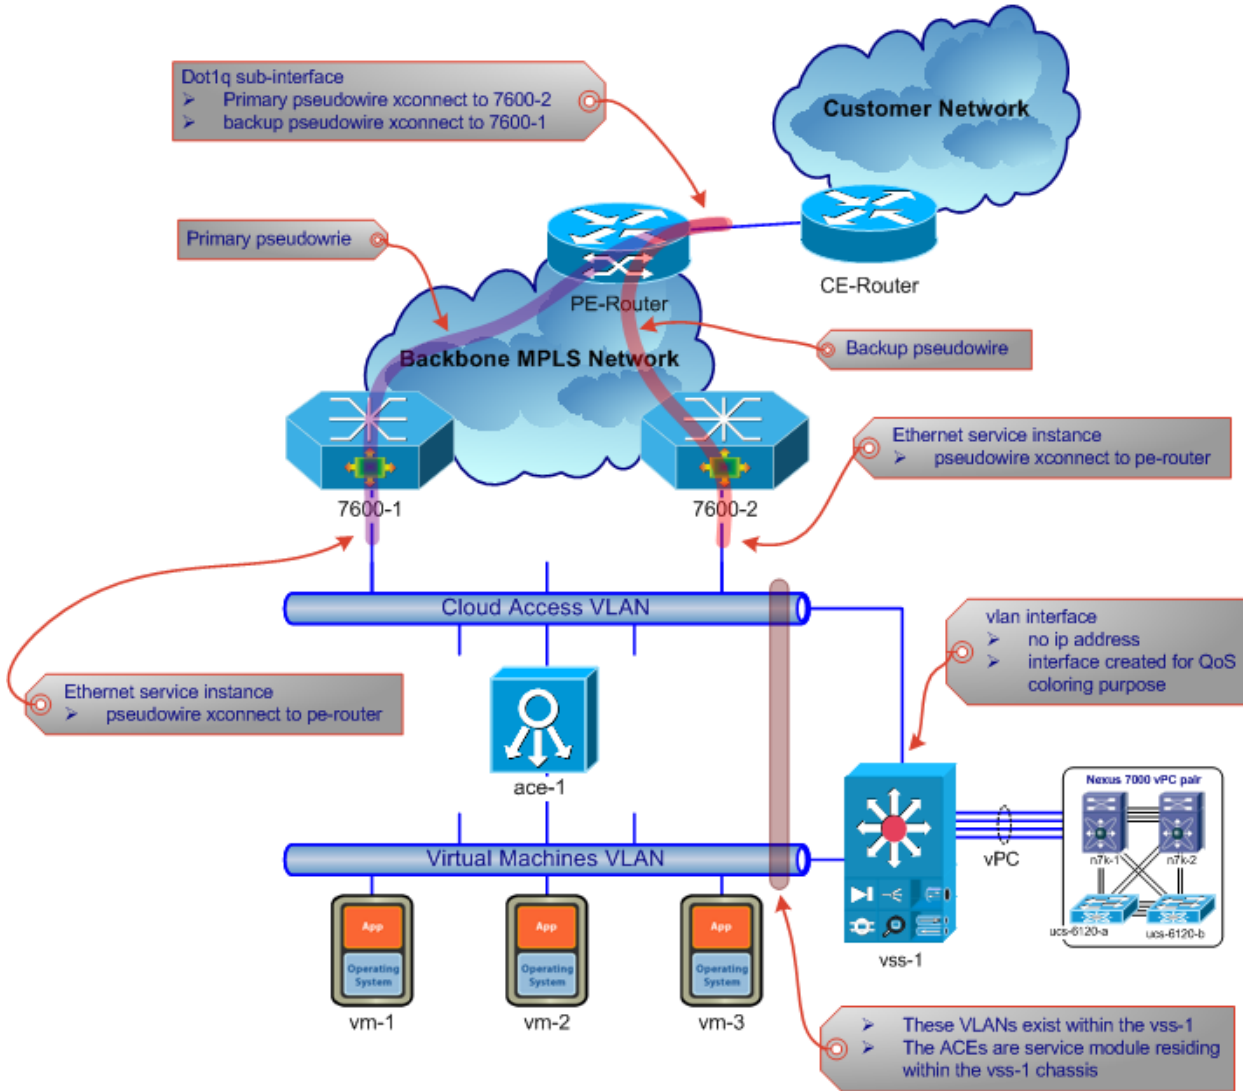 Dot1q sub-interface
➢ Primary pseudowire xconnect to 7600-2
➢ backup pseudowire xconnect to 7600-1
Customer Network
Primary pseudowrie
PE-Router
CE-Router
Backbone MPLS Network
Backup pseudowire
Ethernet service instance
➢ pseudowire xconnect to pe-router
7600-1
7600-2
Cloud Access VLAN
vlan interface
➢ no ip address
➢ interface created for QoS
coloring purpose
Ethernet service instance
➢ pseudowire xconnect to pe-router
ace-1
Nexus 7000 vPC pair
n7k-1
n7k-2
vPC
Virtual Machines VLAN
ucs-6120-a
ucs-6120-b
App
Operating
System
App
Operating
System
App
Operating
System
vss-1
vm-1
vm-2
vm-3
➢ These VLANs exist within the vss-1
➢ The ACEs are service module residing
within the vss-1 chassis